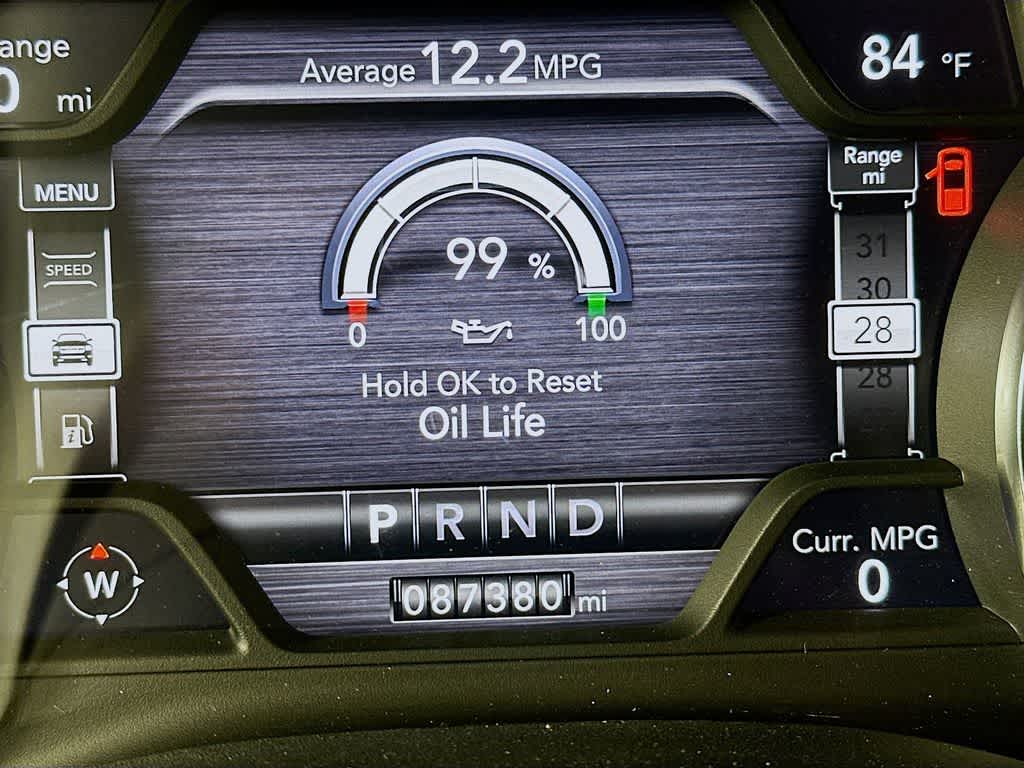 ange
0 mi
Average 12.2 MPG
84 °F
MENU
SPEED
99 %
0
100
Hold OK to Reset
Oil Life
Range
mi
31
30
28
28
P R N D
W
087380 mi
Curr. MPG
0